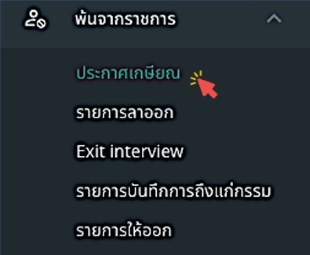 พ้นจากราชการ
ประกาศเกษียณ
รายการลาออก
Exit interview
รายการบันทึกการถึงแก่กรรม
รายการให้ออก